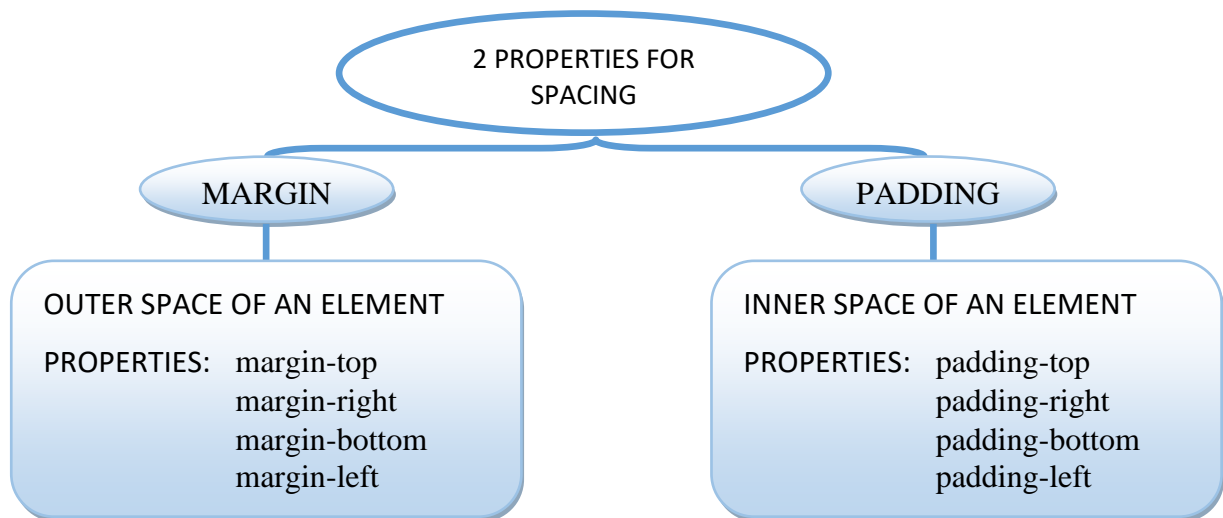 2 PROPERTIES FOR
SPACING
MARGIN
PADDING
OUTER SPACE OF AN ELEMENT
PROPERTIES: margin-top
margin-right
margin-bottom
margin-left
INNER SPACE OF AN ELEMENT
PROPERTIES: padding-top
padding-right
padding-bottom
padding-left